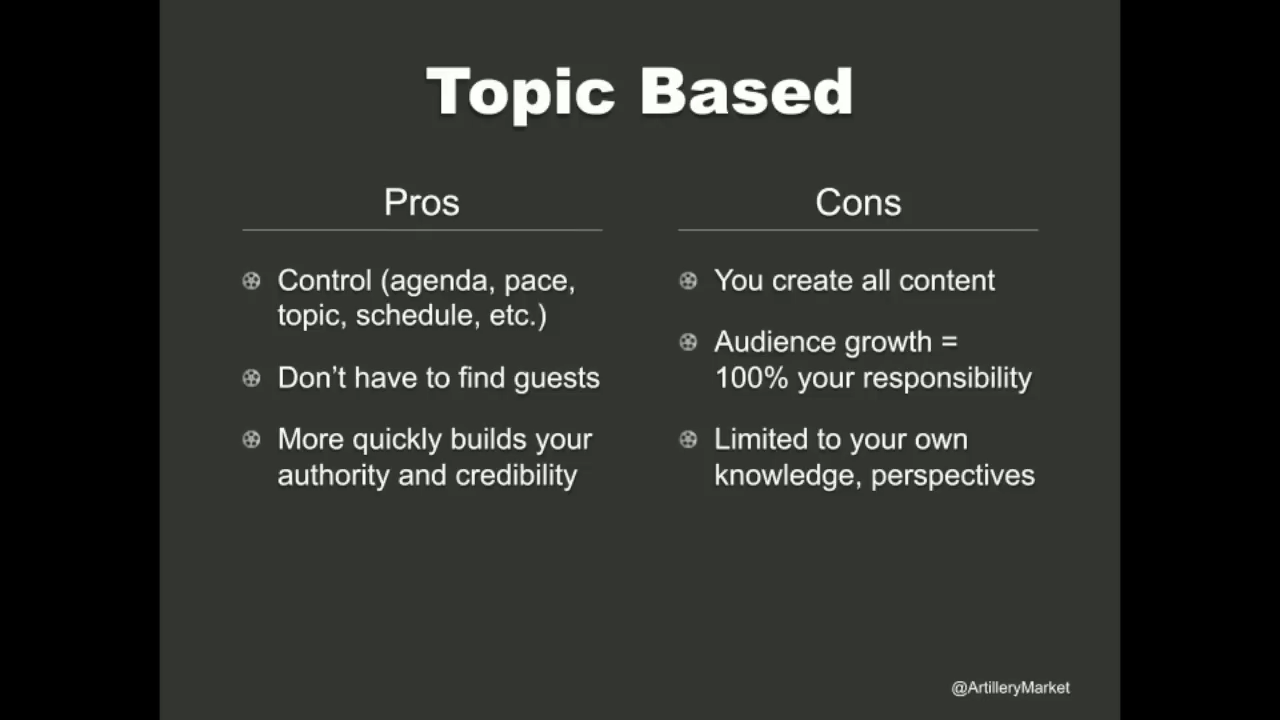 Topic Based
Pros
Control (agenda, pace,
topic, schedule, etc.)
Don’t have to find guests
More quickly builds your
authority and credibility
Cons
You create all content
Audience growth =
100% your responsibility
Limited to your own
knowledge, perspectives
@ArtilleryMarket